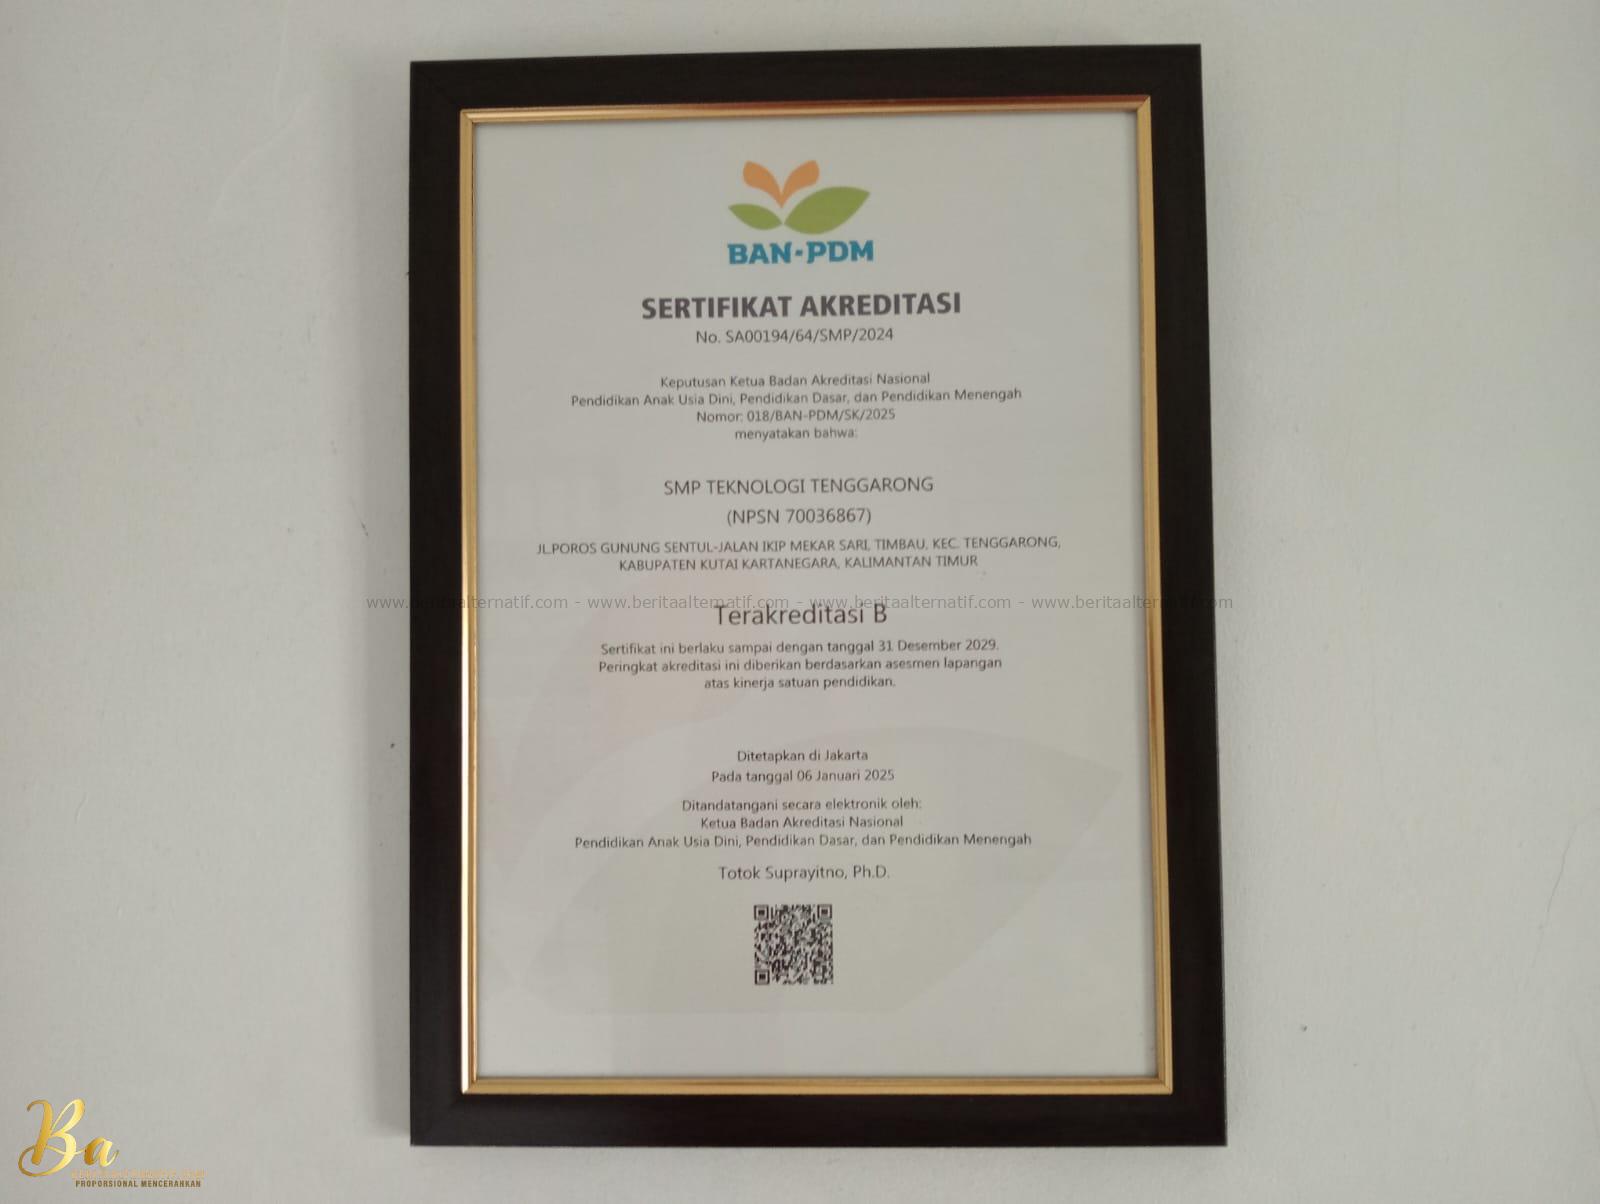 BAN-PDM
SERTIFIKAT AKREDITASI
No. SA00194/64/SMP/2024
Keputusan Ketua Badan Akreditasi Nasional
Pendidikan Anak Usia Dini, Pendidikan Dasar, dan Pendidikan Menengah
Nomor: 018/BAN-PDM/SK/2025
menyatakan bahwa:
SMP TEKNOLOGI TENGGARONG
(NPSN 70036867)
JL.POROS GUNUNG SENTUL-JALAN IKIP MEKAR SARI, TIMBAU, KEC. TENGGARONG,
KABUPATEN KUTAI KARTANEGARA, KALIMANTAN TIMUR
www.beritaalternatif.com - www.beritaalternatif.com - www.beritaalternatif.com - www.beritaalternatif.com
Terakreditasi B
Sertifikat ini berlaku sampai dengan tanggal 31 Desember 2029.
Peringkat akreditasi ini diberikan berdasarkan asesmen lapangan
atas kinerja satuan pendidikan.
Ditetapkan di Jakarta
Pada tanggal 06 Januari 2025
Ditandatangani secara elektronik oleh:
Ketua Badan Akreditasi Nasional
Pendidikan Anak Usia Dini, Pendidikan Dasar, dan Pendidikan Menengah
Totok Suprayitno, Ph.D.
Ba
PROPORSIONAL MENCERAHKAN